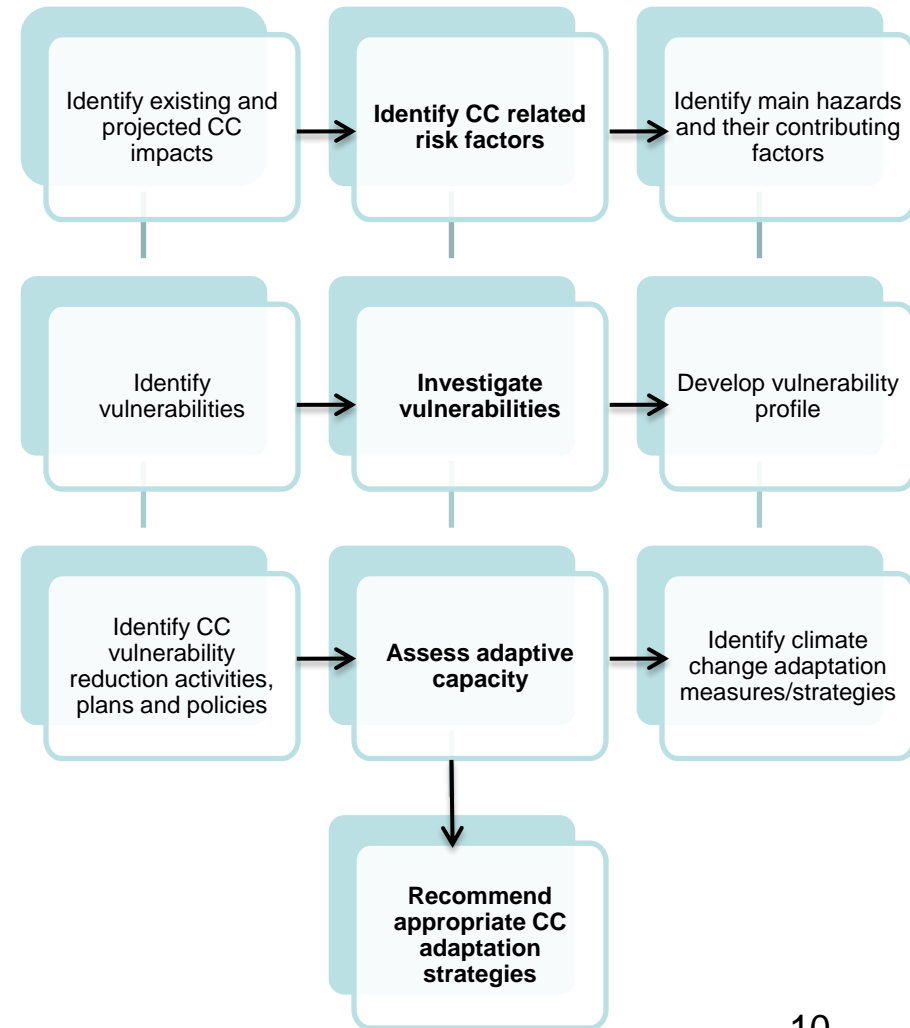 Identify existing and
projected CC
impacts
Identify CC related
risk factors
Identify main hazards
and their contributing
factors
Identify
vulnerabilities
Investigate
vulnerabilities
Develop vulnerability
profile
Identify CC
vulnerability
reduction activities,
plans and policies
Assess adaptive
capacity
Identify climate
change adaptation
measures/strategies
Recommend
appropriate CC
adaptation
strategies
10